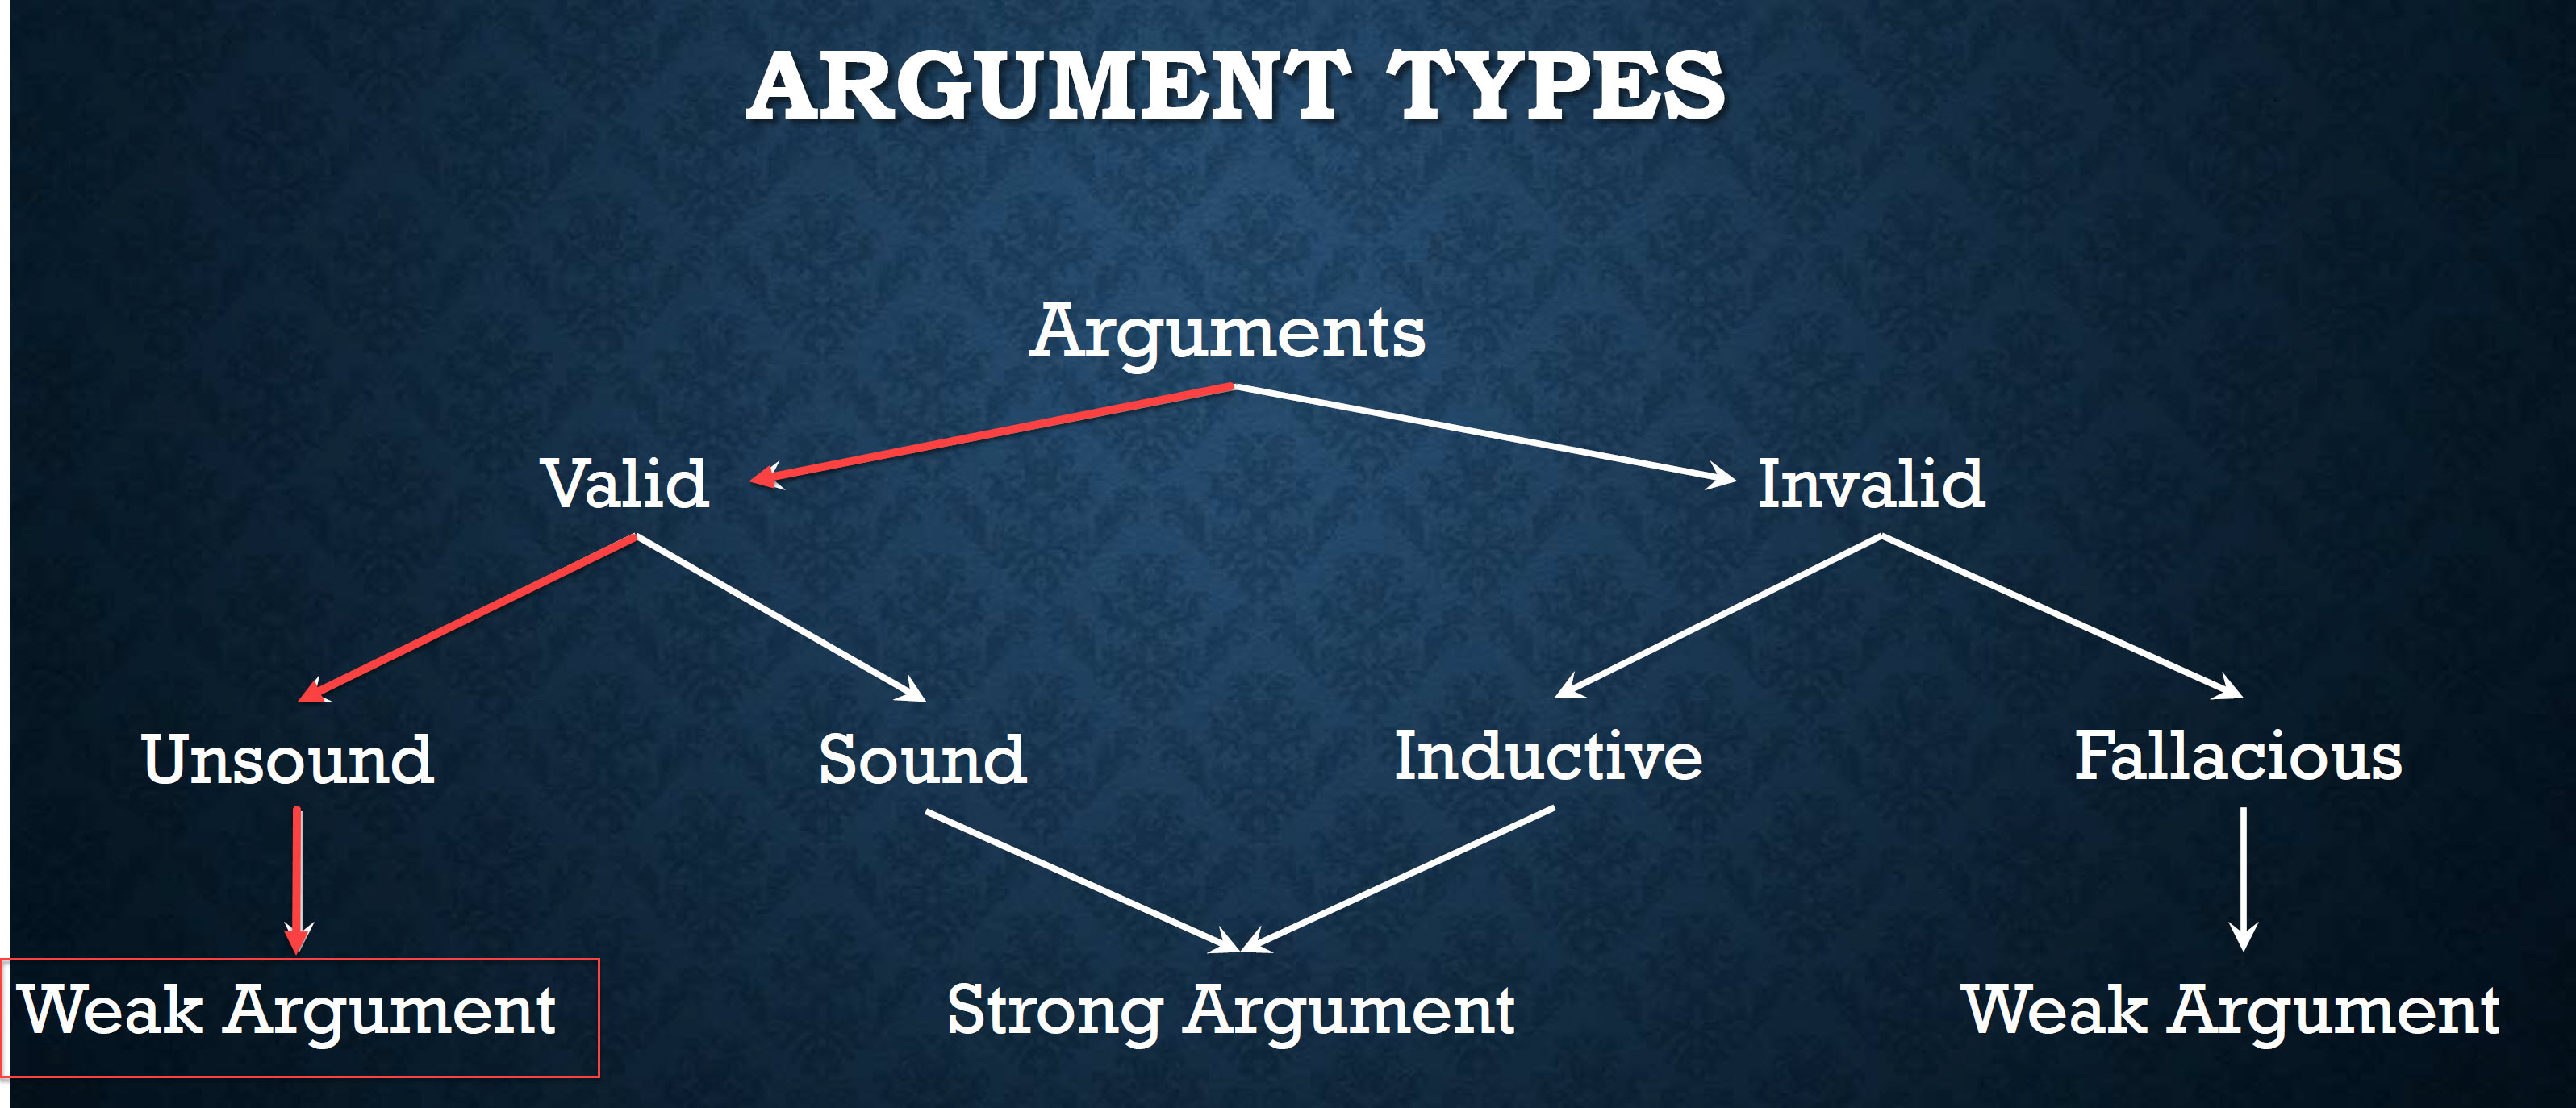 ARGUMENT TYPES
Arguments
Valid
Invalid
Unsound
Sound
Inductive
Fallacious
Weak Argument
Strong Argument
Weak Argument